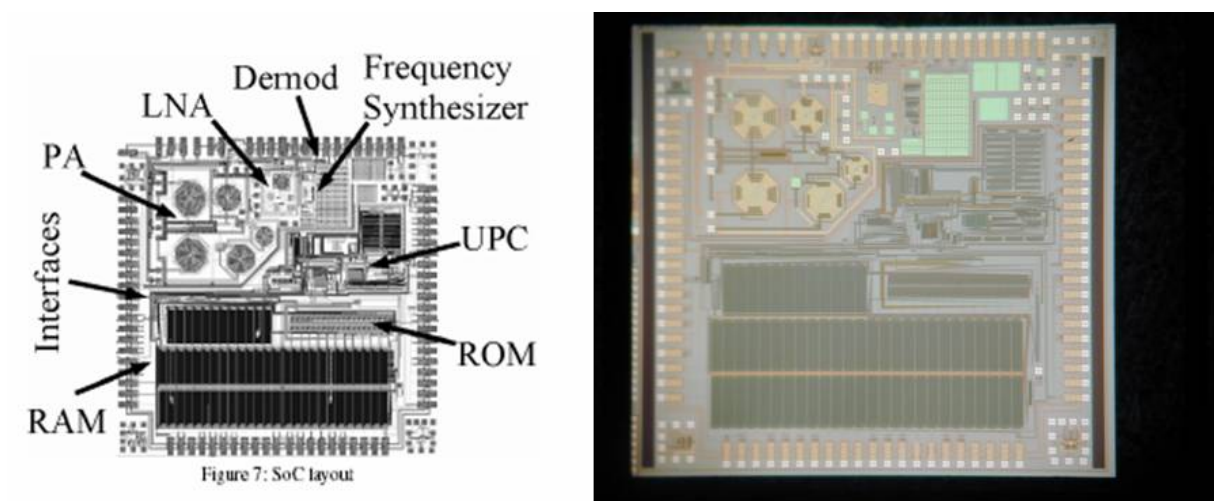 Demod
Frequency
Synthesizer
LNA
PA
Interfaces
UPC
ROM
RAM
Figure 7: SoC layout